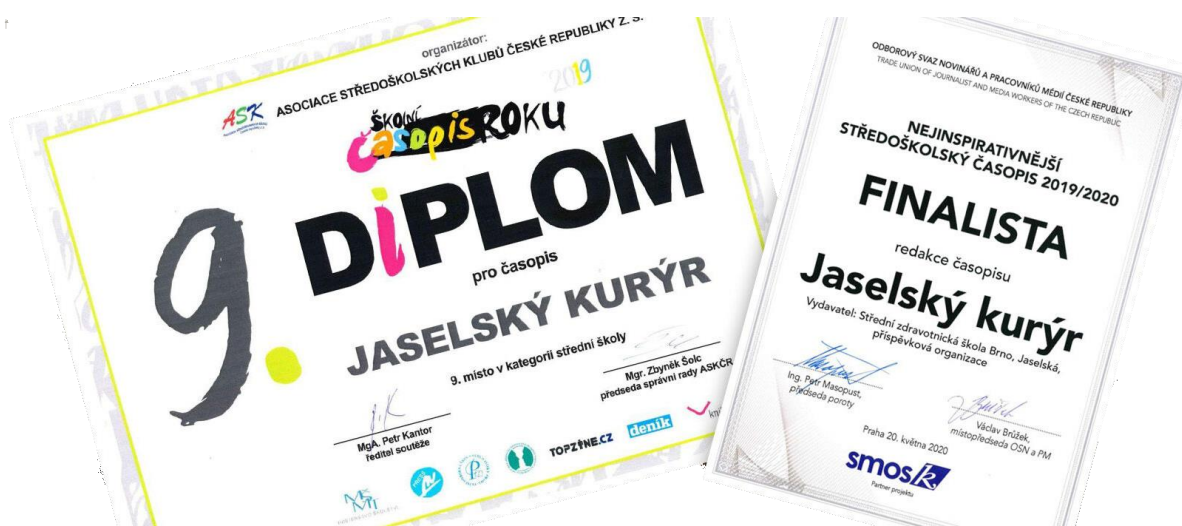 organizátor:
ASOCIACE STŘEDOŠKOLSKÝCH KLUBŮ ČESKÉ REPUBLIKY Z. S.
ASK
2019
ŠKOLNÍ
časopis ROKU
9.
DiPLOM
pro časopis
JASELSKÝ KURÝR
9. místo v kategorii střední školy
MgA. Petr Kantor
ředitel soutěže
Mgr. Zbyněk Šolc
předseda správní rady ASKČR
TOPZINE.CZ
deník
ODBOROVÝ SVAZ NOVINÁŘŮ A PRACOVNÍKŮ MÉDIÍ ČESKÉ REPUBLIKY
TRADE UNION OF JOURNALIST AND MEDIA WORKERS OF THE CZECH REPUBLIC
NEJINSPIRATIVNĚJŠÍ
STŘEDOŠKOLSKÝ ČASOPIS 2019/2020
FINALISTA
redakce časopisu
Jaselský kurýr
Vydavatel: Střední zdravotnická škola Brno, Jaselská,
příspěvková organizace
Ing. Petr Masopust,
předseda poroty
Václav Brůžek,
místopředseda OSN a PM
Praha 20. května 2020
smosk
Partner projektu